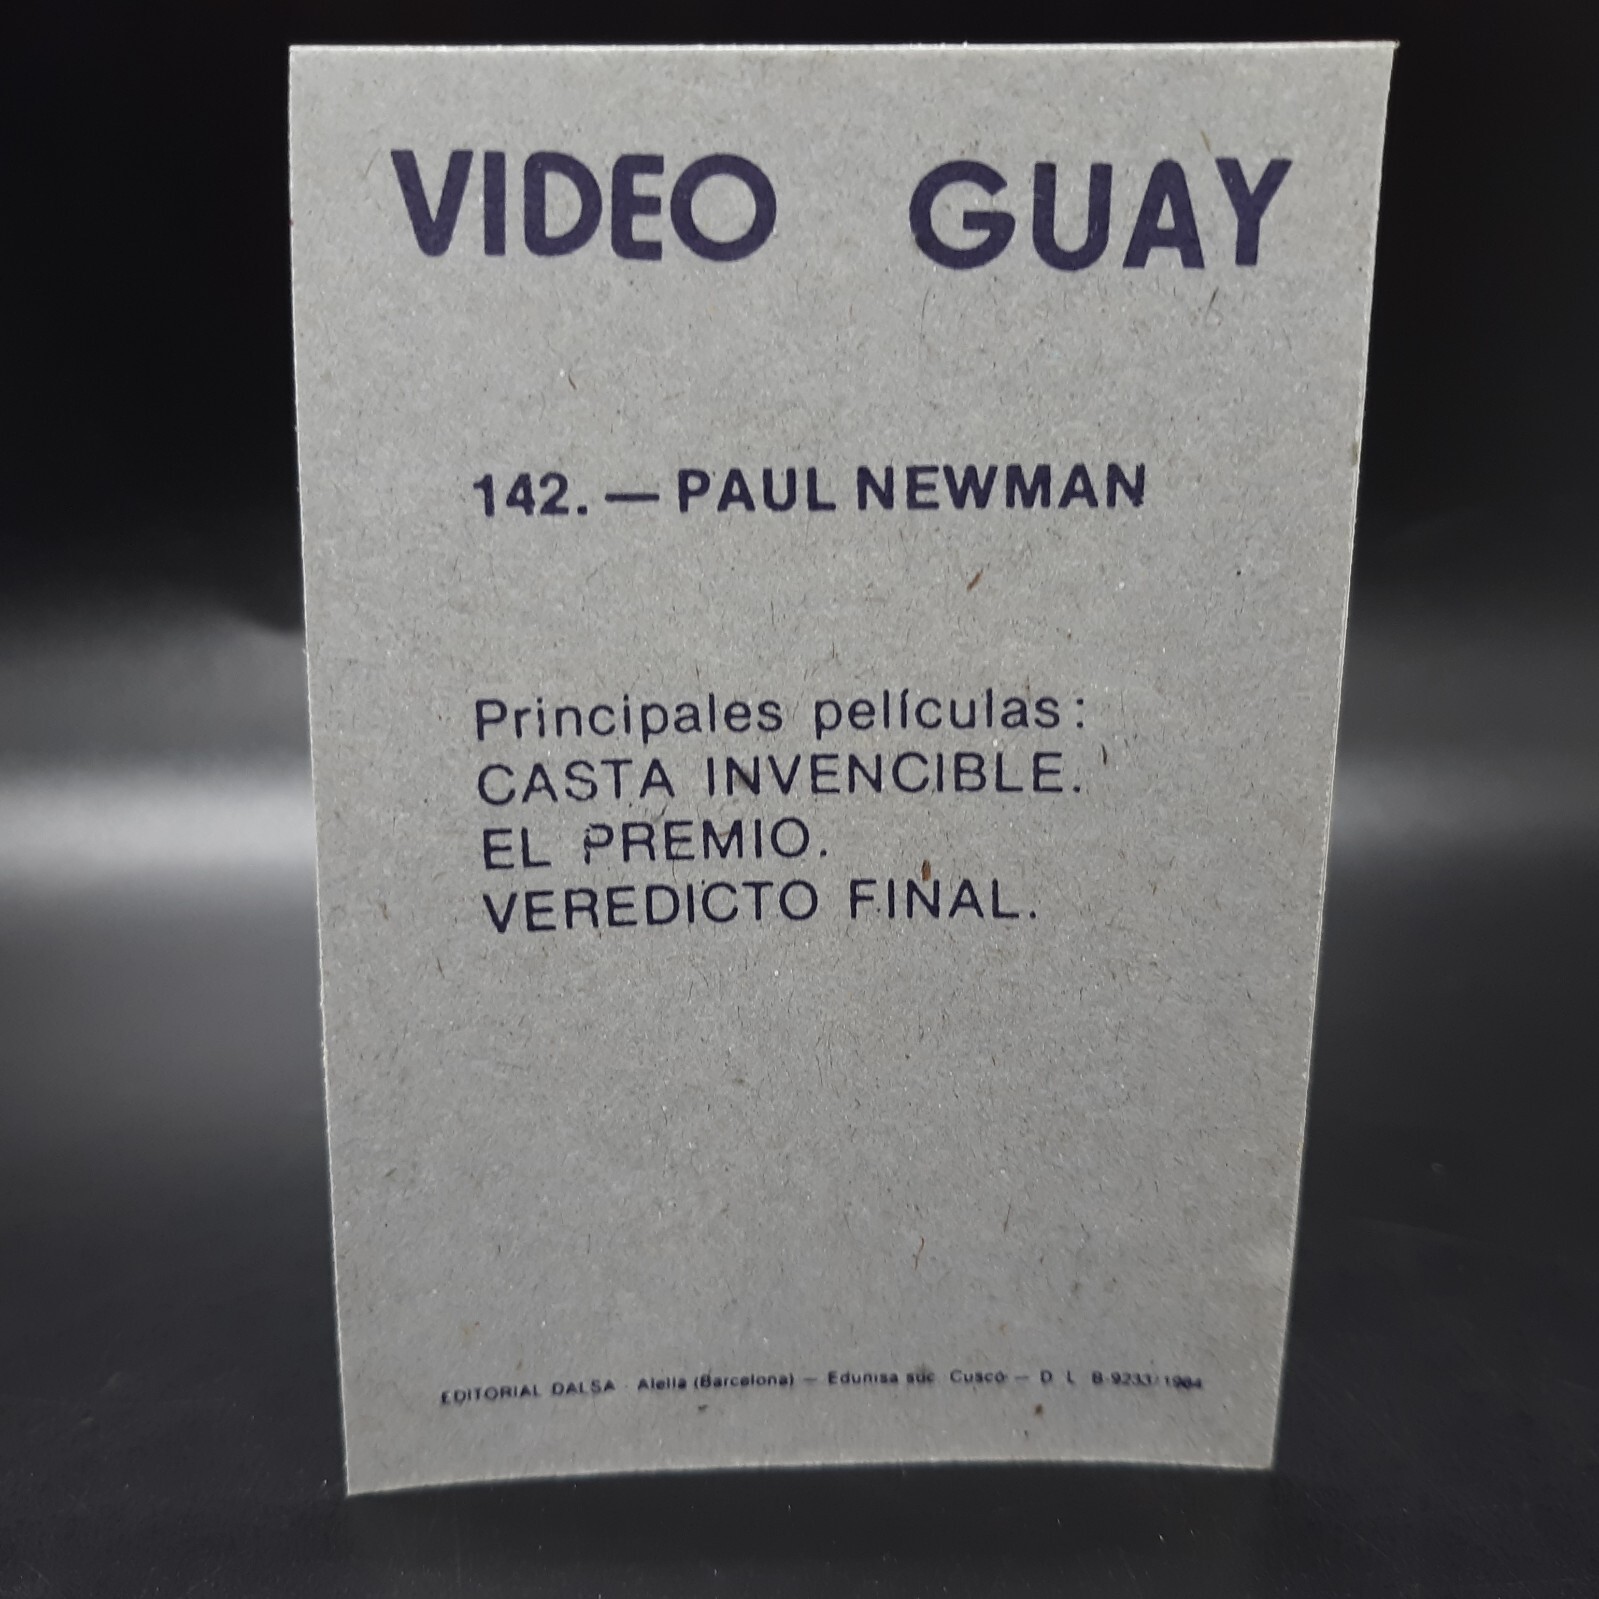 VIDEO GUAY
142. — PAUL NEWMAN
Principales películas:
CASTA INVENCIBLE.
EL PREMIO.
VEREDICTO FINAL.
EDITORIAL DALSA - Alella (Barcelona) — Edunisa suc. Cusco — D. L. B-9233/1984